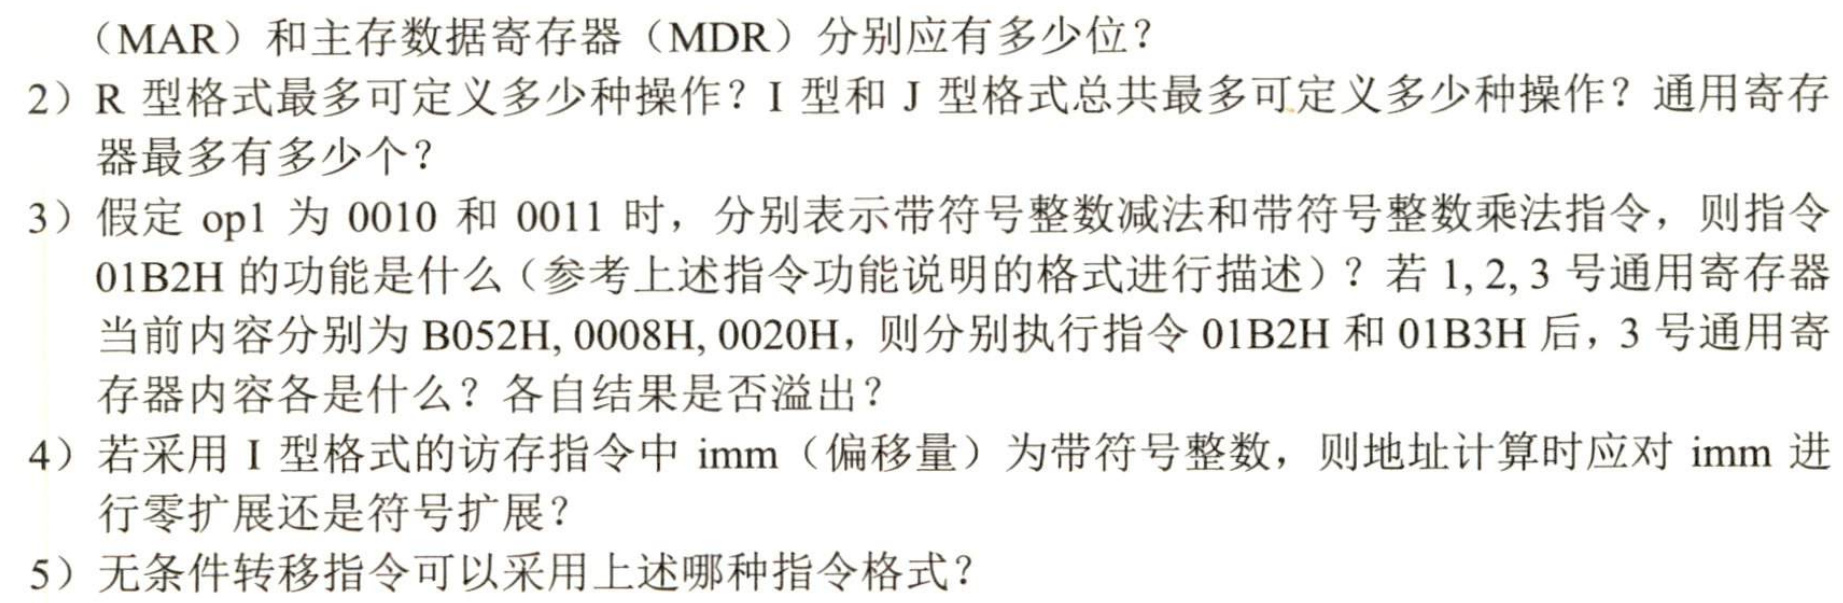 （MAR）和主存数据寄存器（MDR）分别应有多少位？
2）R 型格式最多可定义多少种操作？I 型和 J 型格式总共最多可定义多少种操作？通用寄存
器最多有多少个？
3）假定 op1 为 0010 和 0011 时，分别表示带符号整数减法和带符号整数乘法指令，则指令
01B2H 的功能是什么（参考上述指令功能说明的格式进行描述）？若 1, 2, 3 号通用寄存器
当前内容分别为 B052H, 0008H, 0020H，则分别执行指令 01B2H 和 01B3H 后，3 号通用寄
存器内容各是什么？各自结果是否溢出？
4）若采用 I 型格式的访存指令中 imm（偏移量）为带符号整数，则地址计算时应对 imm 进
行零扩展还是符号扩展？
5）无条件转移指令可以采用上述哪种指令格式？